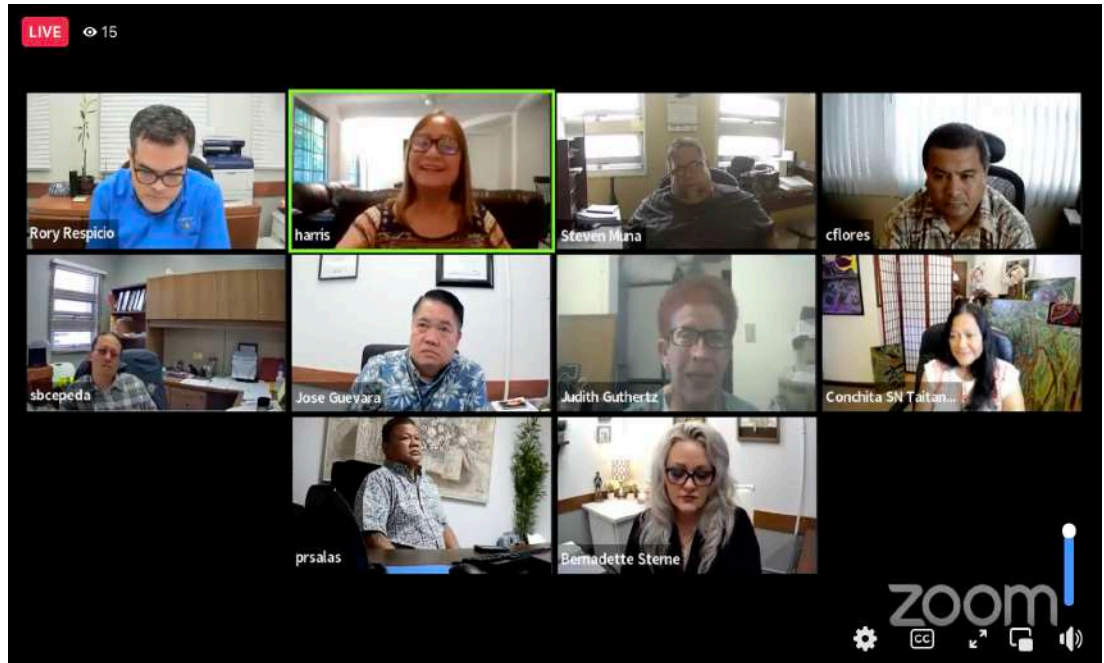 LIVE 15
Rory Respicio
harris
Steven Muna
cflores
sbcepeda
Jose Guevara
Judith Guthertz
Conchita SN Taitan...
prsalas
Bernadette Sterne
zoom
CC